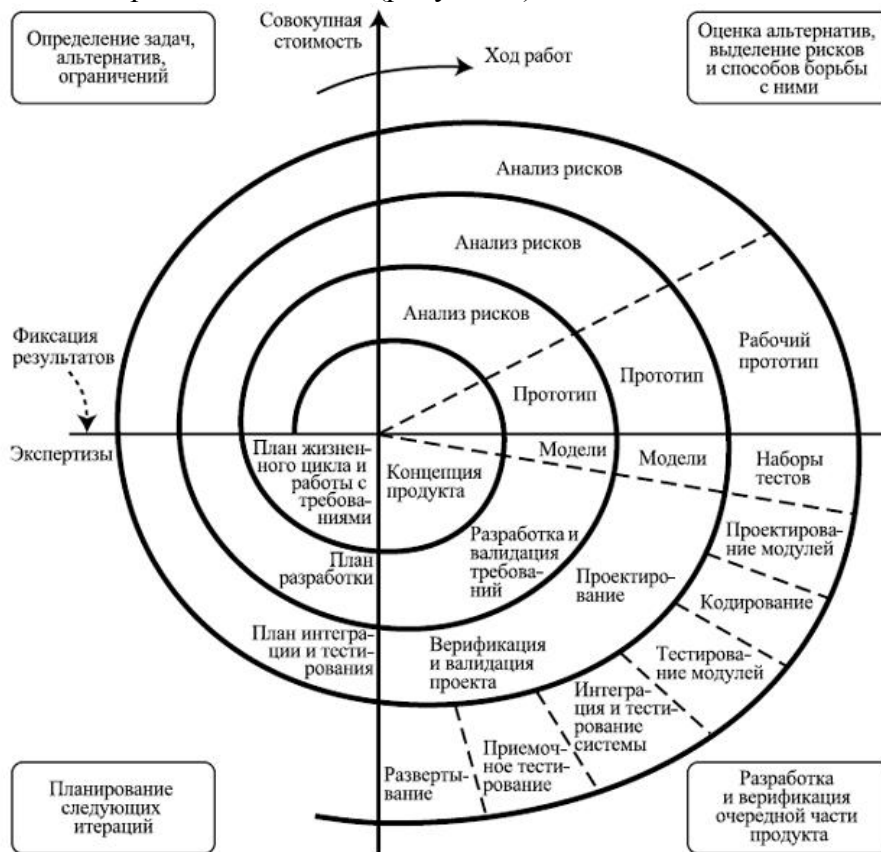 Определение задач,
альтернатив,
ограничений
Совокупная
стоимость
Ход работ
Оценка альтернатив,
выделение рисков
и способов борьбы
с ними
Анализ рисков
Анализ рисков
Анализ рисков
Фиксация
результатов
Рабочий
прототип
Прототип
Прототип
Экспертизы
План жизнен-
ного цикла и
работы с
требова-
ниями
Концепция
продукта
Модели
Модели
Наборы
тестов
Разработка и
валидация
требова-
ний
Проектирова-
ние модулей
План
разработки
Проектиро-
вание
Кодирование
План интегра-
ции и тести-
рования
Верификация
и валидация
проекта
Тестирова-
ние модулей
Интегра-
ция и тести-
рование
системы
Приемоч-
ное тести-
рование
Разверты-
вание
Планирование
следующих
итераций
Разработка
и верификация
очередной части
продукта